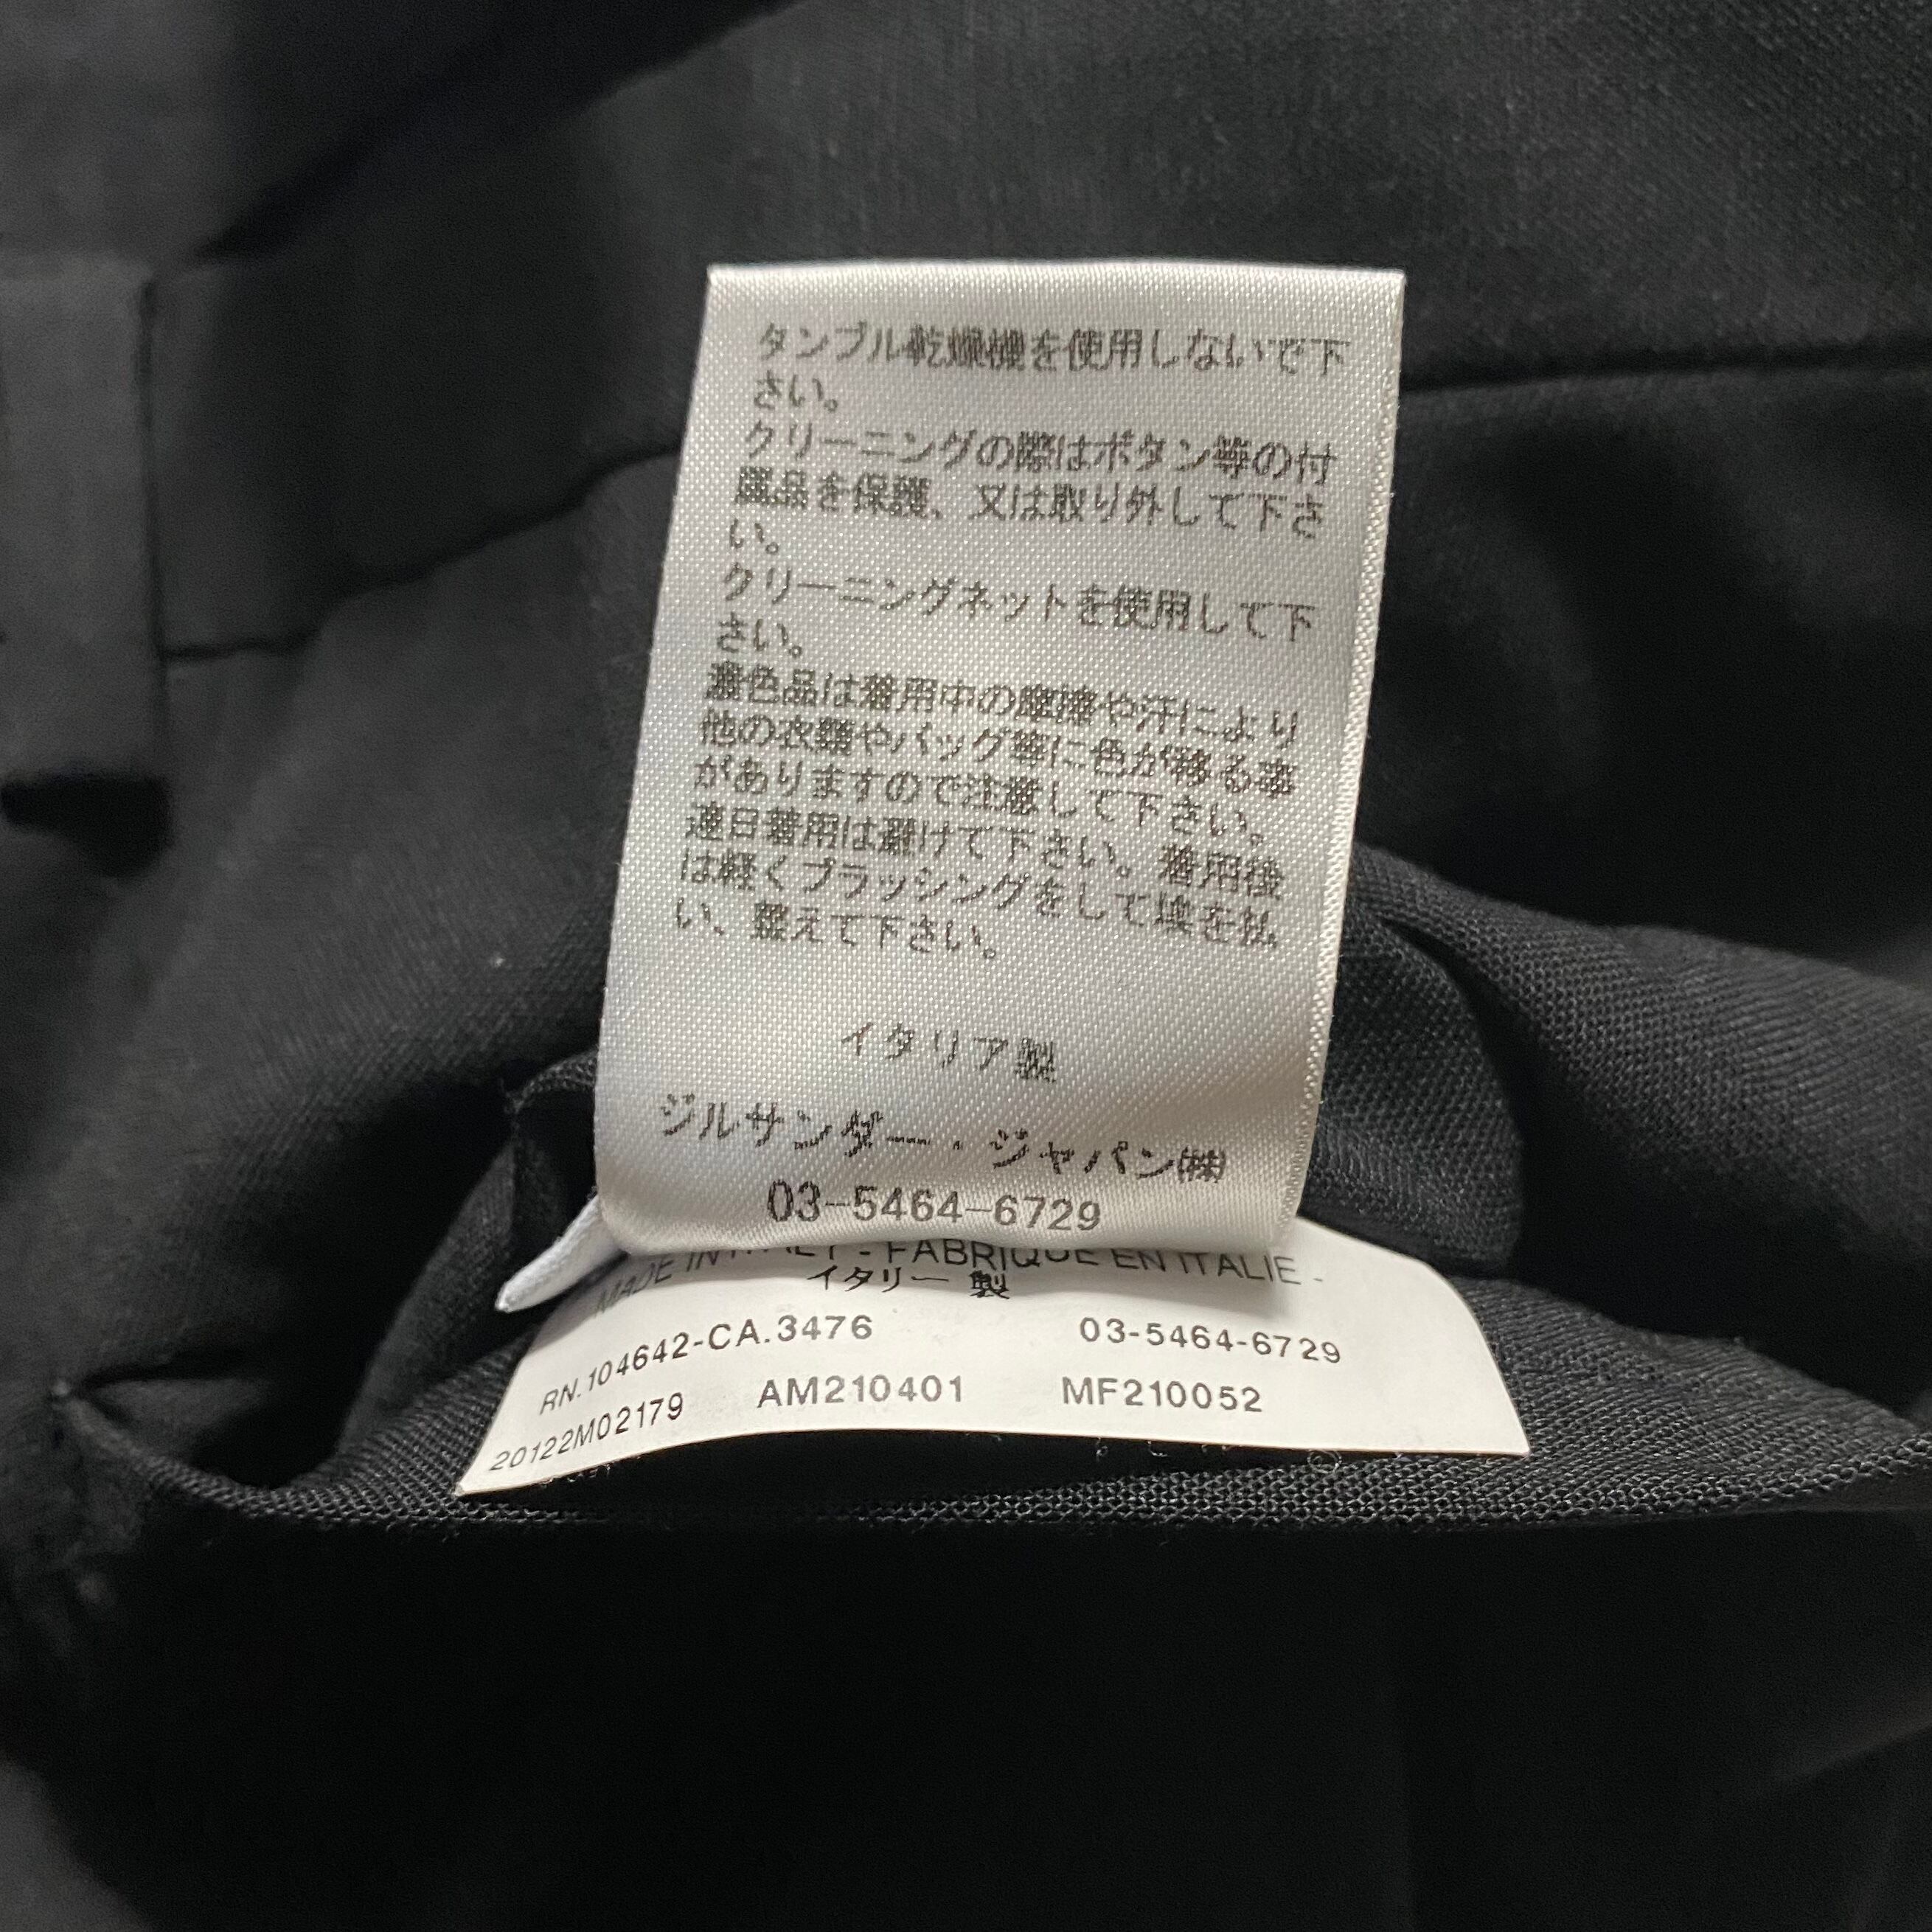 タンブル乾燥機を使用しないで下
さい。
クリーニングの際はボタン等の付
属品を保護、又は取り外して下さ
い。
クリーニングネットを使用して下
さい。
濃色品は着用中の摩擦や汗により
他の衣類やバッグ等に色が移る事
がありますので注意して下さい。
連日着用は避けて下さい。着用後
は軽くブラッシングをして埃を払
い、整えて下さい。
イタリア製
ジルサンダー・ジャパン㈱
03-5464-6729
MADE IN ITALY - FABRIQUE EN ITALIE -
イタリー 製
RN.104642-CA.3476 03-5464-6729
20122M02179 AM210401 MF210052